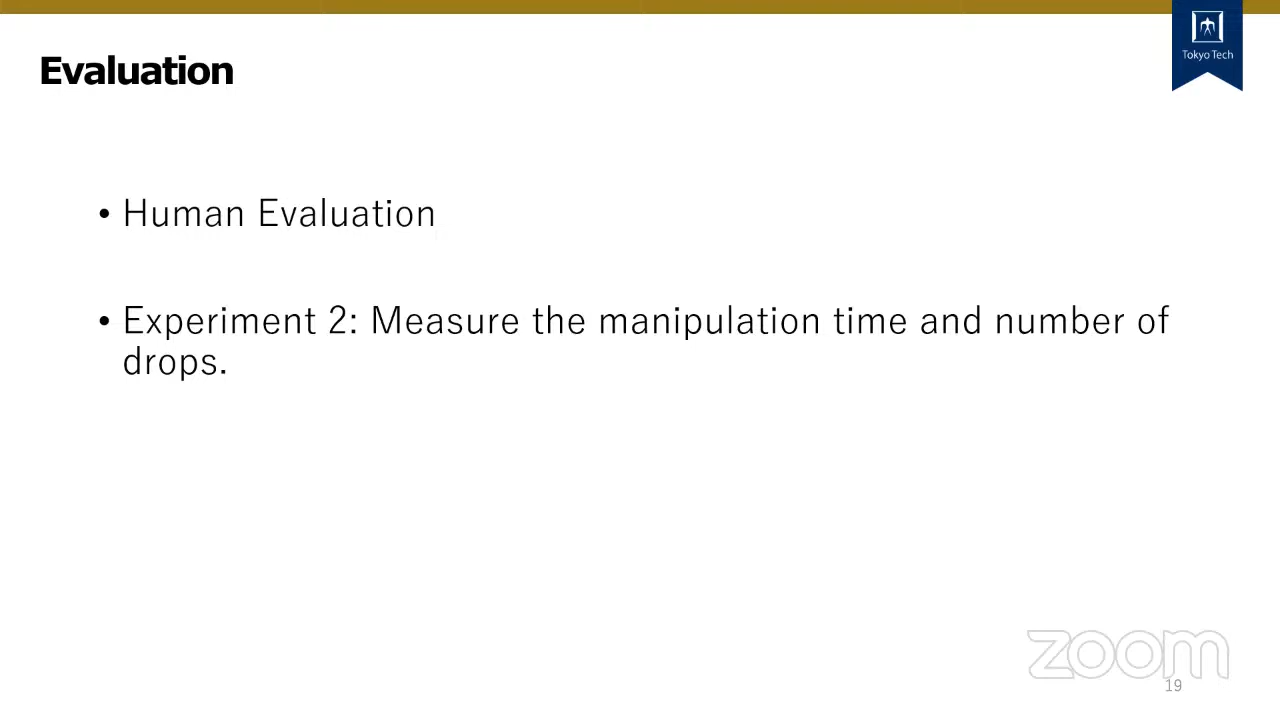 Tokyo Tech
Evaluation
• Human Evaluation
• Experiment 2: Measure the manipulation time and number of
drops.
zoom
19